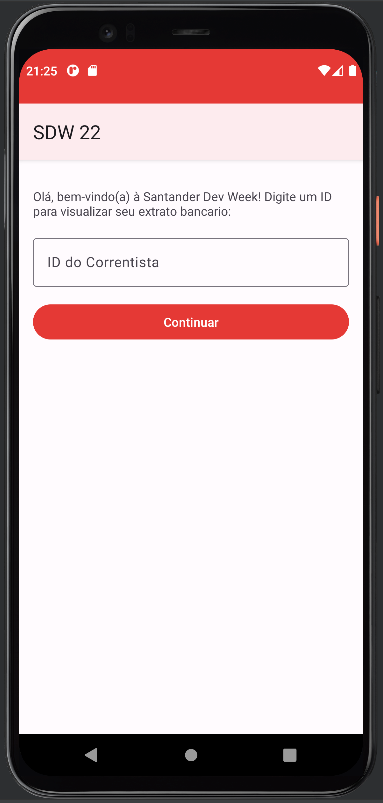 21:25
SDW 22
Olá, bem-vindo(a) à Santander Dev Week! Digite um ID
para visualizar seu extrato bancario:
ID do Correntista
Continuar